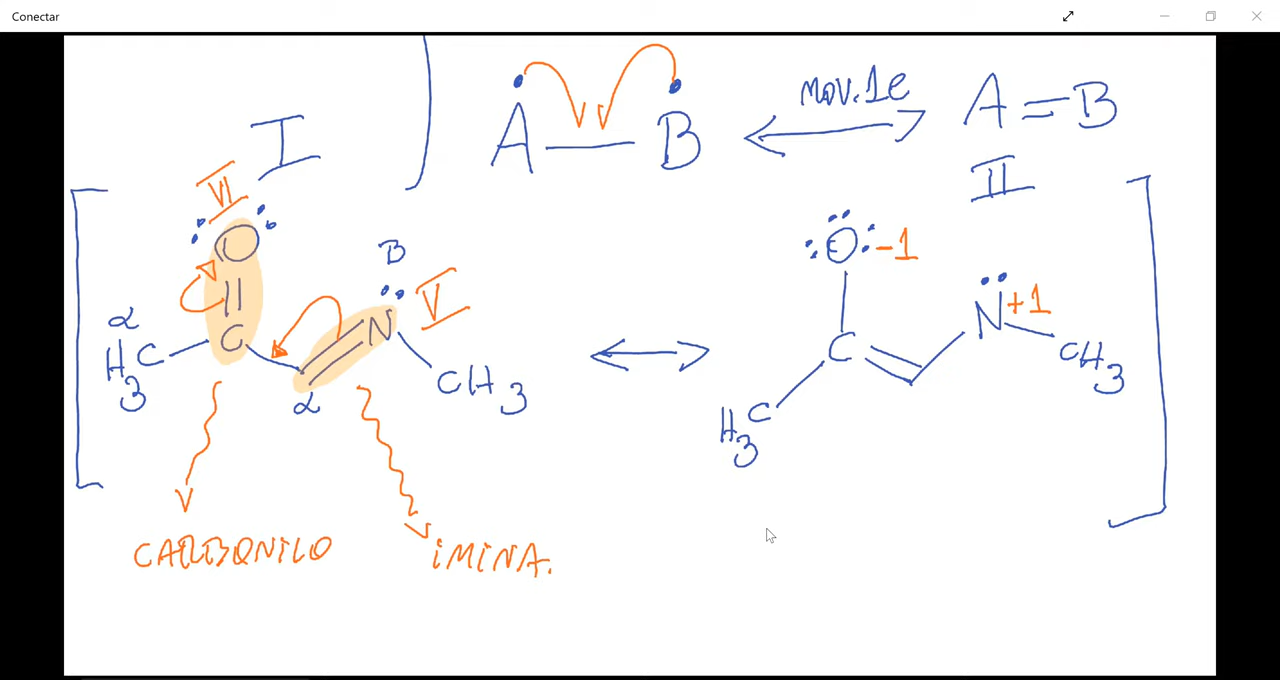 Conectar
A — B
mov. 1e
A = B
I
II
VI
O
O -1
B
V
N
N +1
α
H3C
C
C
CH3
CH3
α
H3C
CARBONILO
iMiNA.